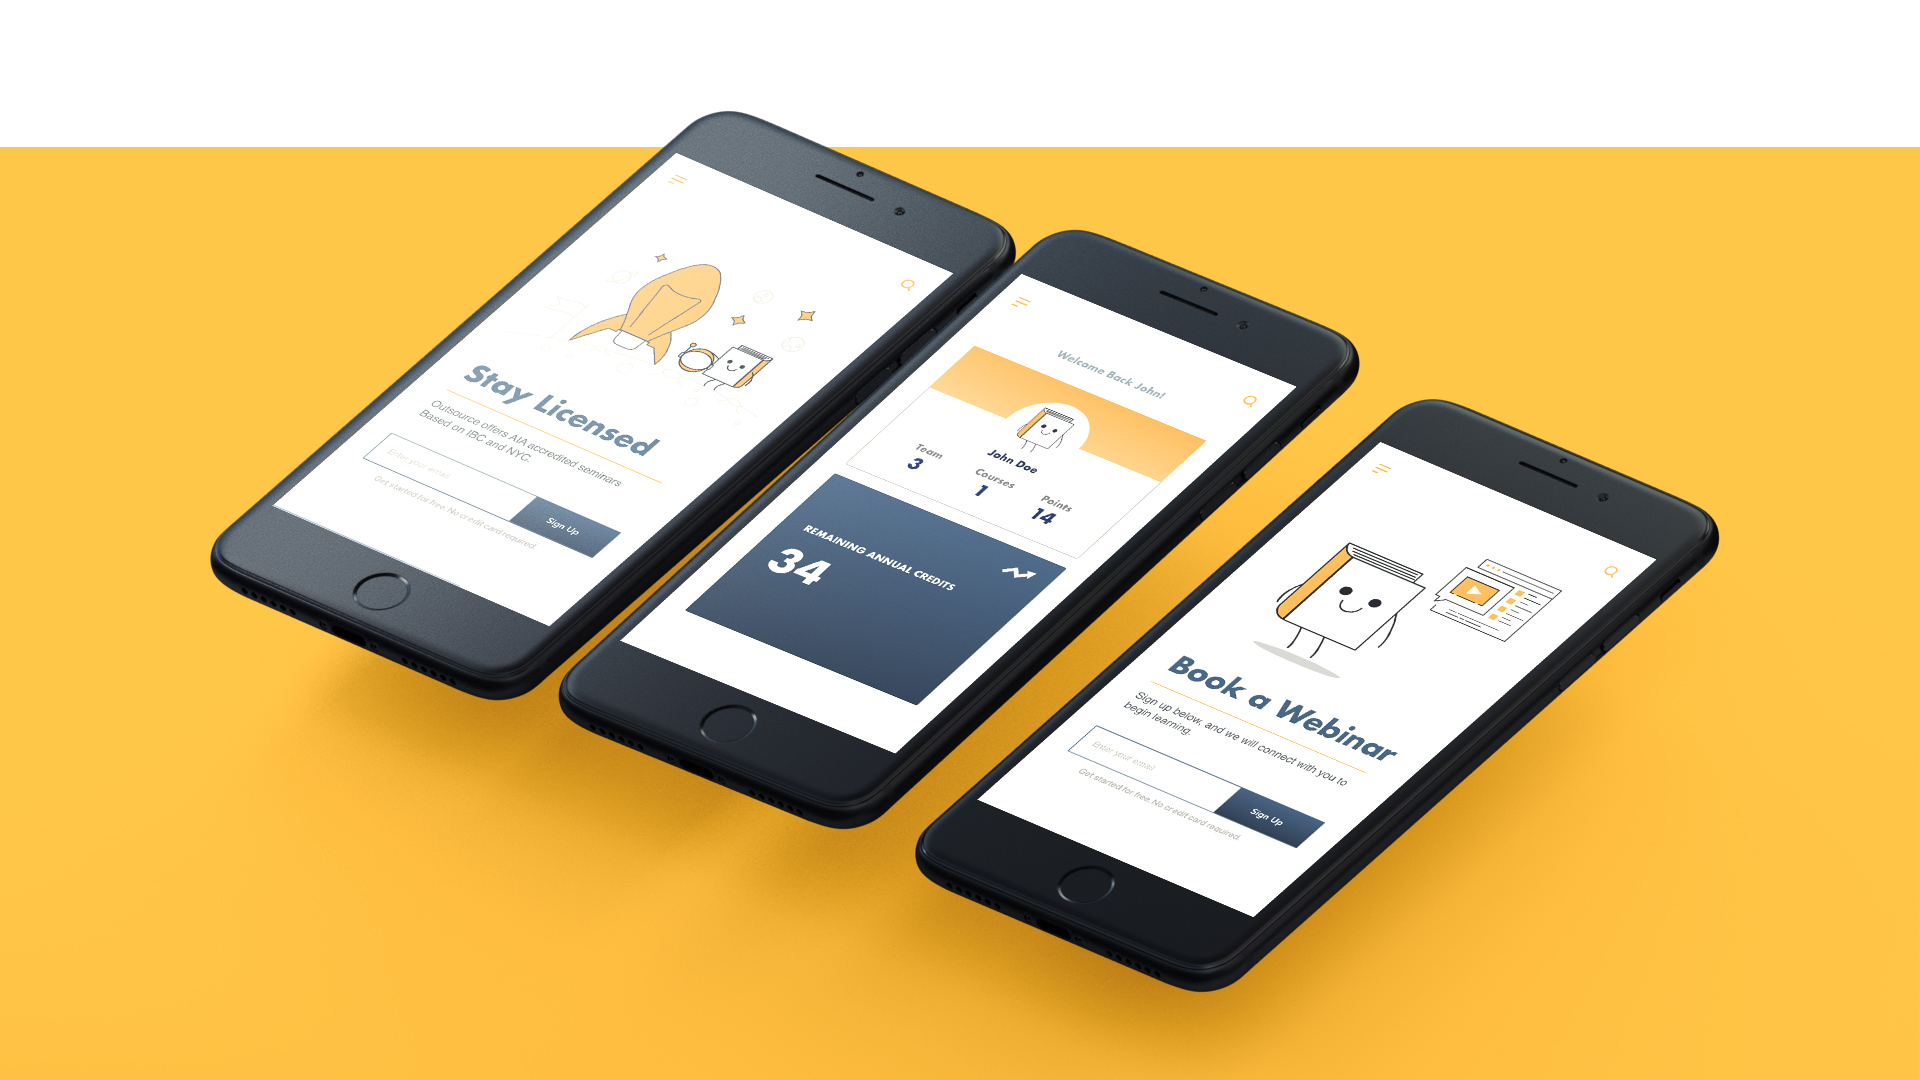 Stay Licensed
Outsource offers AIA accredited seminars
Based on IBC and NYC.
Enter your email
Sign Up
Get started for free. No credit card required
Welcome Back John!
John Doe
Team
3
Courses
1
Points
14
REMAINING ANNUAL CREDITS
34
Book a Webinar
Sign up below, and we will connect with you to
begin learning.
Enter your email
Sign Up
Get started for free. No credit card required.